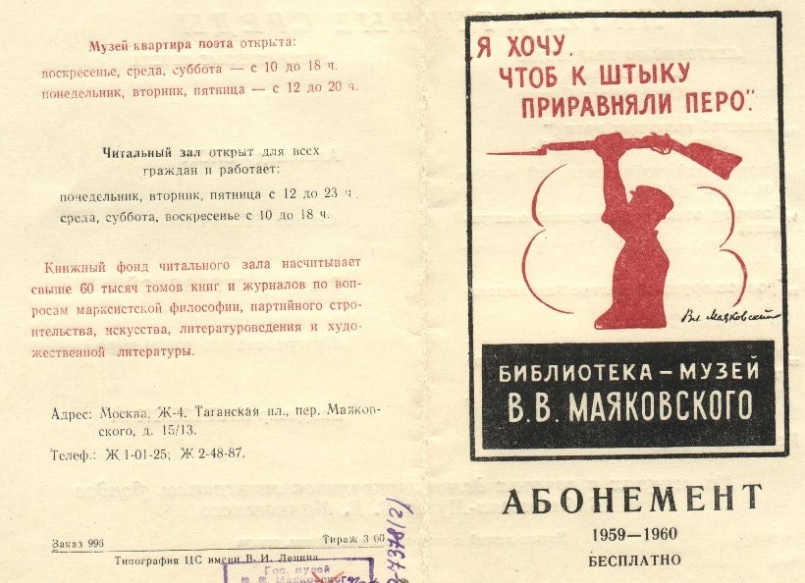 Музей-квартира поэта открыта:
воскресенье, среда, суббота — с 10 до 18 ч.
понедельник, вторник, пятница — с 12 до 20 ч.
Читальный зал открыт для всех
граждан и работает:
понедельник, вторник, пятница с 12 до 23 ч.
среда, суббота, воскресенье с 10 до 18 ч.
Книжный фонд читального зала насчитывает
свыше 60 тысяч томов книг и журналов по воп-
росам марксистской философии, партийного стро-
ительства, искусства, литературоведения и худо-
жественной литературы.
Адрес: Москва, Ж-4. Таганская пл., пер. Маяков-
ского, д. 15/13.
Телеф.: Ж 1-01-25; Ж 2-48-87.
Заказ 996 Тираж 3 00
Типография ЦС имени В. И. Ленина
Гос. музей
В. В. Маяковского
7378(2)
„Я ХОЧУ,
ЧТОБ К ШТЫКУ
ПРИРАВНЯЛИ ПЕРО".
Вл. Маяковский
БИБЛИОТЕКА – МУЗЕЙ
В. В. МАЯКОВСКОГО
АБОНЕМЕНТ
1959—1960
БЕСПЛАТНО